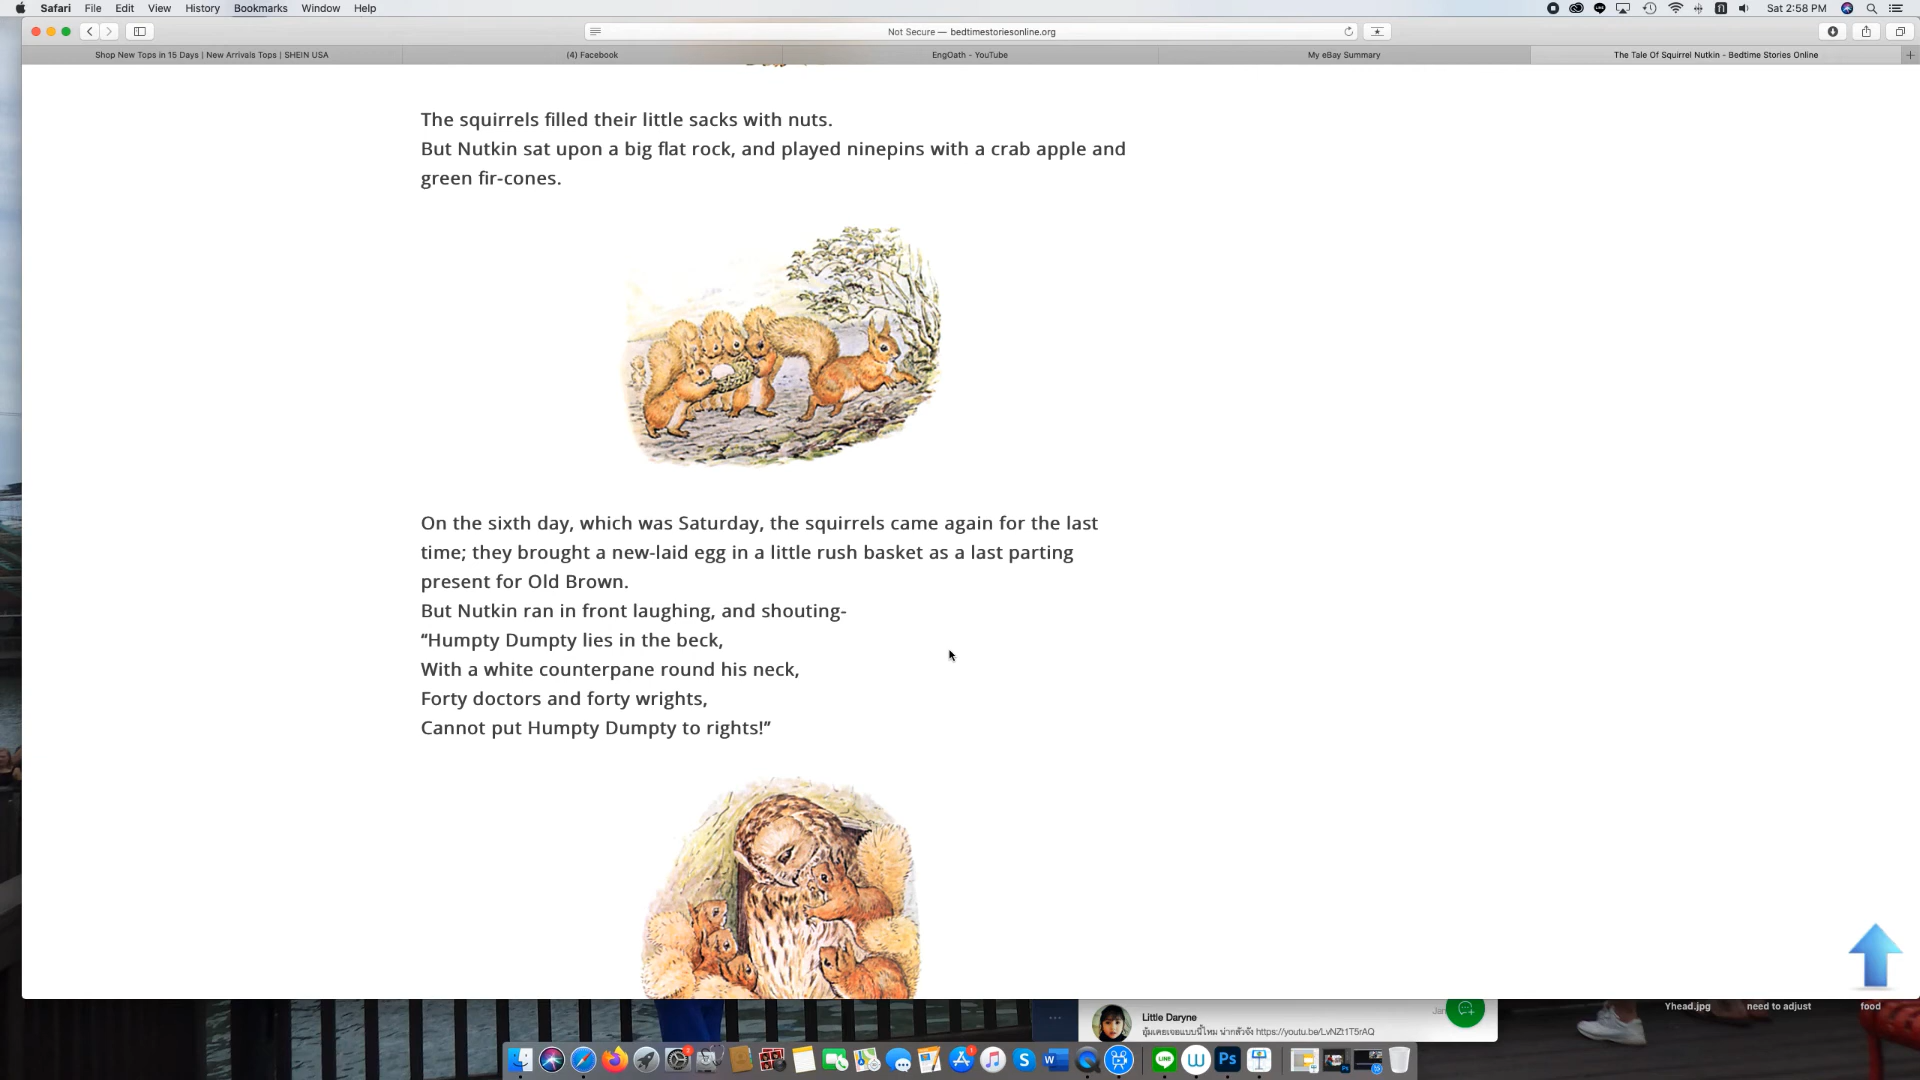 Safari File Edit View History Bookmarks Window Help
Sat 2:58 PM
Not Secure — bedtimestoriesonline.org
Shop New Tops in 15 Days | New Arrivals Tops | SHEIN USA
(4) Facebook
EngOath - YouTube
My eBay Summary
The Tale Of Squirrel Nutkin - Bedtime Stories Online
The squirrels filled their little sacks with nuts.
But Nutkin sat upon a big flat rock, and played ninepins with a crab apple and
green fir-cones.
On the sixth day, which was Saturday, the squirrels came again for the last
time; they brought a new-laid egg in a little rush basket as a last parting
present for Old Brown.
But Nutkin ran in front laughing, and shouting-
“Humpty Dumpty lies in the beck,
With a white counterpane round his neck,
Forty doctors and forty wrights,
Cannot put Humpty Dumpty to rights!”
Yhead.jpg
need to adjust
food
Little Daryne
https://youtu.be/LvNZt1T5rAQ